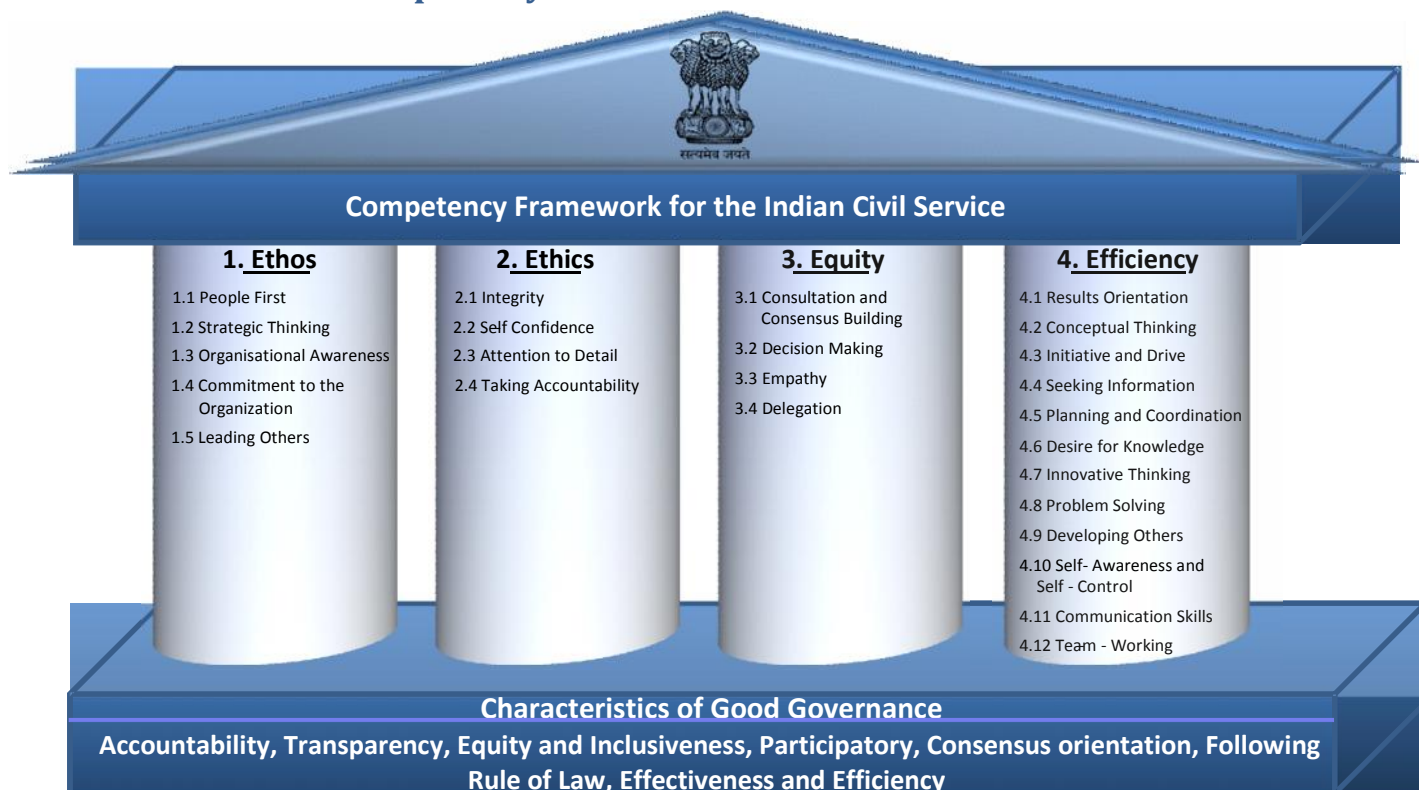 सत्यमेव जयते
Competency Framework for the Indian Civil Service
1. Ethos
1.1 People First
1.2 Strategic Thinking
1.3 Organisational Awareness
1.4 Commitment to the
Organization
1.5 Leading Others
2. Ethics
2.1 Integrity
2.2 Self Confidence
2.3 Attention to Detail
2.4 Taking Accountability
3. Equity
3.1 Consultation and
Consensus Building
3.2 Decision Making
3.3 Empathy
3.4 Delegation
4. Efficiency
4.1 Results Orientation
4.2 Conceptual Thinking
4.3 Initiative and Drive
4.4 Seeking Information
4.5 Planning and Coordination
4.6 Desire for Knowledge
4.7 Innovative Thinking
4.8 Problem Solving
4.9 Developing Others
4.10 Self- Awareness and
Self - Control
4.11 Communication Skills
4.12 Team - Working
Characteristics of Good Governance
Accountability, Transparency, Equity and Inclusiveness, Participatory, Consensus orientation, Following
Rule of Law, Effectiveness and Efficiency